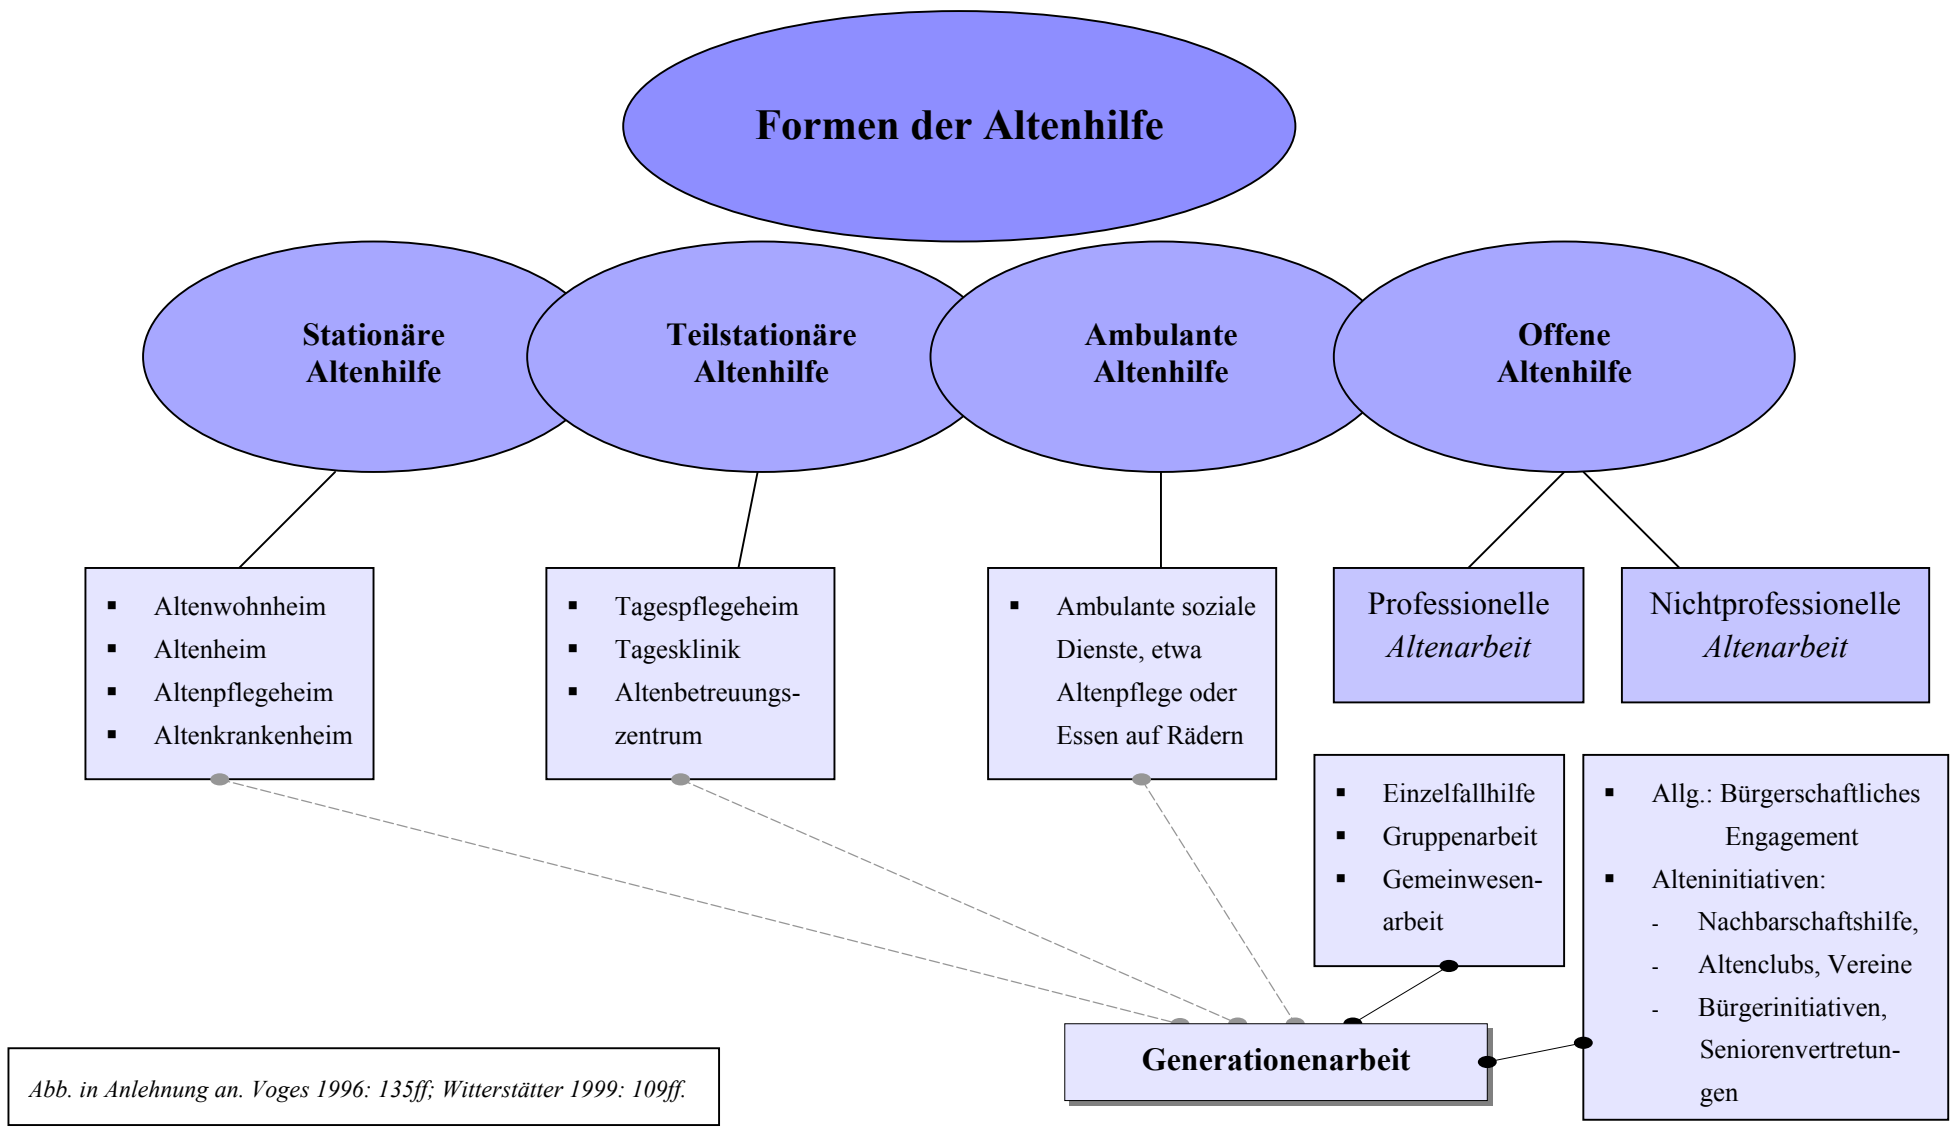 Formen der Altenhilfe
Stationäre
Altenhilfe
Teilstationäre
Altenhilfe
Ambulante
Altenhilfe
Offene
Altenhilfe
▪ Altenwohnheim
▪ Altenheim
▪ Altenpflegeheim
▪ Altenkrankenheim
▪ Tagespflegeheim
▪ Tagesklinik
▪ Altenbetreuungs-
zentrum
▪ Ambulante soziale
Dienste, etwa
Altenpflege oder
Essen auf Rädern
Professionelle
Altenarbeit
Nichtprofessionelle
Altenarbeit
▪ Einzelfallhilfe
▪ Gruppenarbeit
▪ Gemeinwesen-
arbeit
▪ Allg.: Bürgerschaftliches
Engagement
▪ Alteninitiativen:
- Nachbarschaftshilfe,
- Altenclubs, Vereine
- Bürgerinitiativen,
Seniorenvertretun-
gen
Generationenarbeit
Abb. in Anlehnung an. Voges 1996: 135ff; Witterstätter 1999: 109ff.